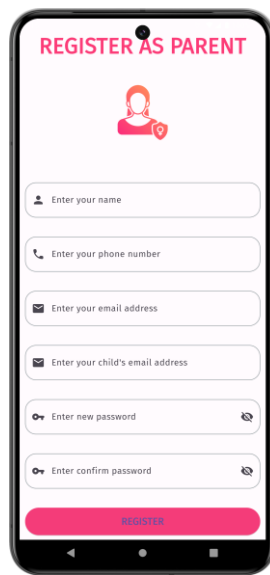 REGISTER AS PARENT
Enter your name
Enter your phone number
Enter your email address
Enter your child's email address
Enter new password
Enter confirm password
REGISTER